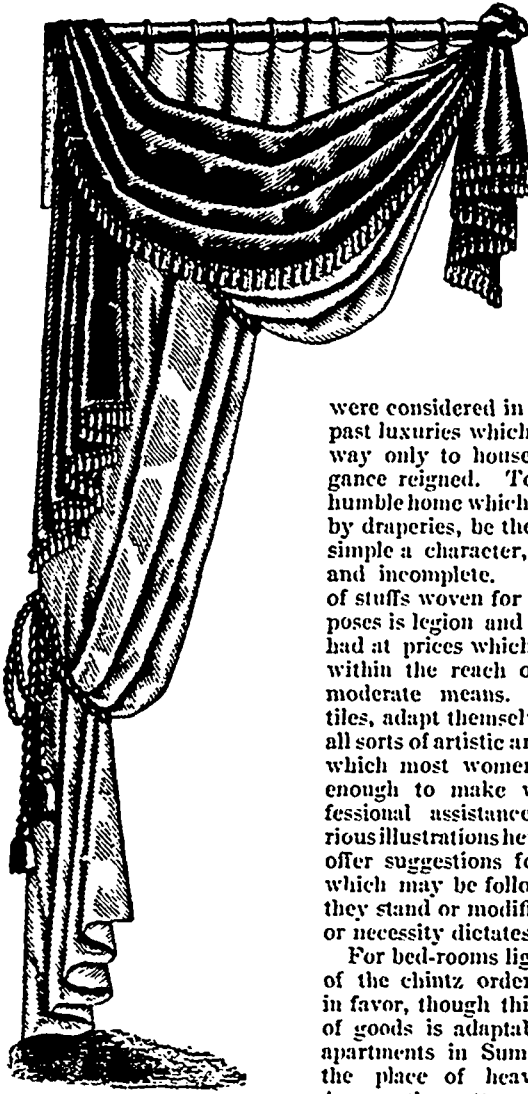 were considered in
past luxuries which
way only to house
gance reigned. To
humble home which
by draperies, be the
simple a character,
and incomplete.
of stuffs woven for
poses is legion and
had at prices which
within the reach o
moderate means.
tiles, adapt themsel
all sorts of artistic a
which most women
enough to make v
fessional assistance
rious illustrations he
offer suggestions fo
which may be follo
they stand or modifi
or necessity dictates
For bed-rooms lig
of the chintz order
in favor, though thi
of goods is adaptal
apartments in Sum
the place of heav